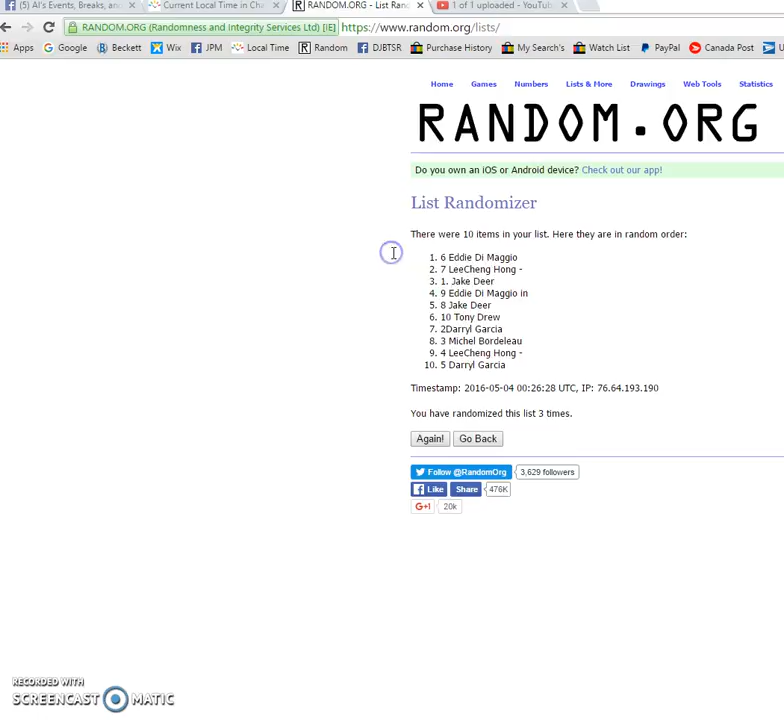 (5) AI's Events, Breaks, an
Current Local Time in Cha
RANDOM.ORG - List Ran
1 of 1 uploaded - YouTub
RANDOM.ORG (Randomness and Integrity Services Ltd) [IE] https://www.random.org/lists/
Apps Google Beckett Wix JPM Local Time Random DJBTSR Purchase History My Search's Watch List PayPal Canada Post U
Home Games Numbers Lists & More Drawings Web Tools Statistics
RANDOM.ORG
Do you own an iOS or Android device? Check out our app!
List Randomizer
There were 10 items in your list. Here they are in random order:
1. 6 Eddie Di Maggio
2. 7 LeeCheng Hong -
3. 1. Jake Deer
4. 9 Eddie Di Maggio in
5. 8 Jake Deer
6. 10 Tony Drew
7. 2Darryl Garcia
8. 3 Michel Bordeleau
9. 4 LeeCheng Hong -
10. 5 Darryl Garcia
Timestamp: 2016-05-04 00:26:28 UTC, IP: 76.64.193.190
You have randomized this list 3 times.
Again! Go Back
Follow @RandomOrg 3,629 followers
Like Share 476K
G+1 20k
RECORDED WITH
SCREENCAST MATIC